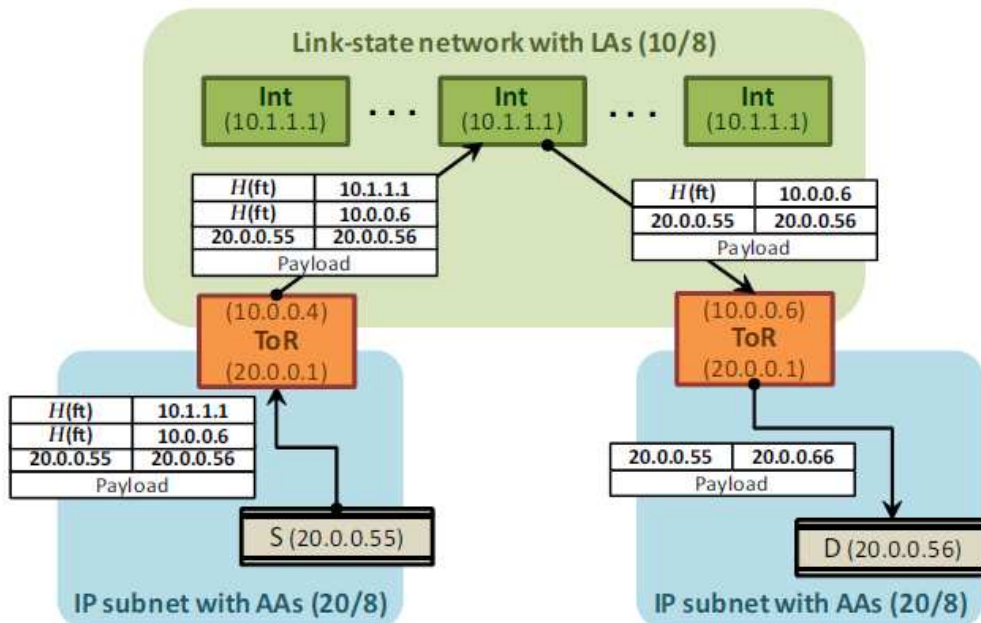 Link-state network with LAs (10/8)
Int
(10.1.1.1)
. . .
Int
(10.1.1.1)
. . .
Int
(10.1.1.1)
H(ft) 10.1.1.1
H(ft) 10.0.0.6
20.0.0.55 20.0.0.56
Payload
H(ft) 10.0.0.6
20.0.0.55 20.0.0.56
Payload
(10.0.0.4)
ToR
(20.0.0.1)
(10.0.0.6)
ToR
(20.0.0.1)
H(ft) 10.1.1.1
H(ft) 10.0.0.6
20.0.0.55 20.0.0.56
Payload
20.0.0.55 20.0.0.66
Payload
S (20.0.0.55)
D (20.0.0.56)
IP subnet with AAs (20/8)
IP subnet with AAs (20/8)